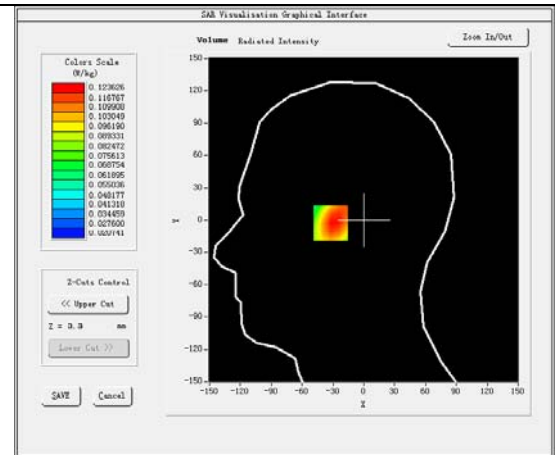 SAR Visualisation Graphical Interface
Volume Radiated Intensity
Zoom In/Out
Colors Scale
(W/kg)
0.123626
0.116767
0.109908
0.103049
0.096190
0.089331
0.082472
0.075613
0.068754
0.061895
0.055036
0.048177
0.041318
0.034459
0.027600
0.020741
150
120
90
60
30
0
-30
-60
-90
-120
-150
Y
-150 -120 -90 -60 -30 0 30 60 90 120 150
X
Z-Cuts Control
<< Upper Cut
Z = 3.3 mm
Lower Cut >>
SAVE Cancel